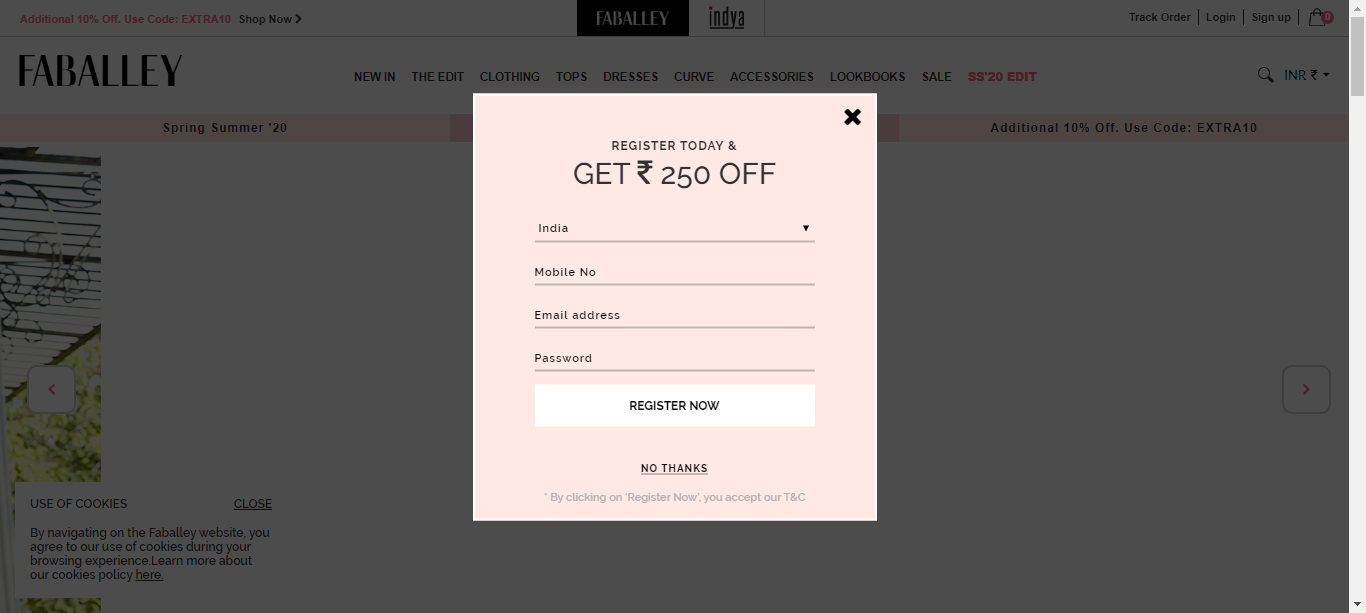 Additional 10% Off. Use Code: EXTRA10 Shop Now
FABALLEY
indya
Track Order
Login
Sign up
0
FABALLEY
NEW IN
THE EDIT
CLOTHING
TOPS
DRESSES
CURVE
ACCESSORIES
LOOKBOOKS
SALE
SS'20 EDIT
INR ₹
Spring Summer '20
Additional 10% Off. Use Code: EXTRA10
REGISTER TODAY &
GET ₹ 250 OFF
India
Mobile No
Email address
Password
REGISTER NOW
NO THANKS
* By clicking on 'Register Now', you accept our T&C
USE OF COOKIES
CLOSE
By navigating on the Faballey website, you
agree to our use of cookies during your
browsing experience.Learn more about
our cookies policy here.